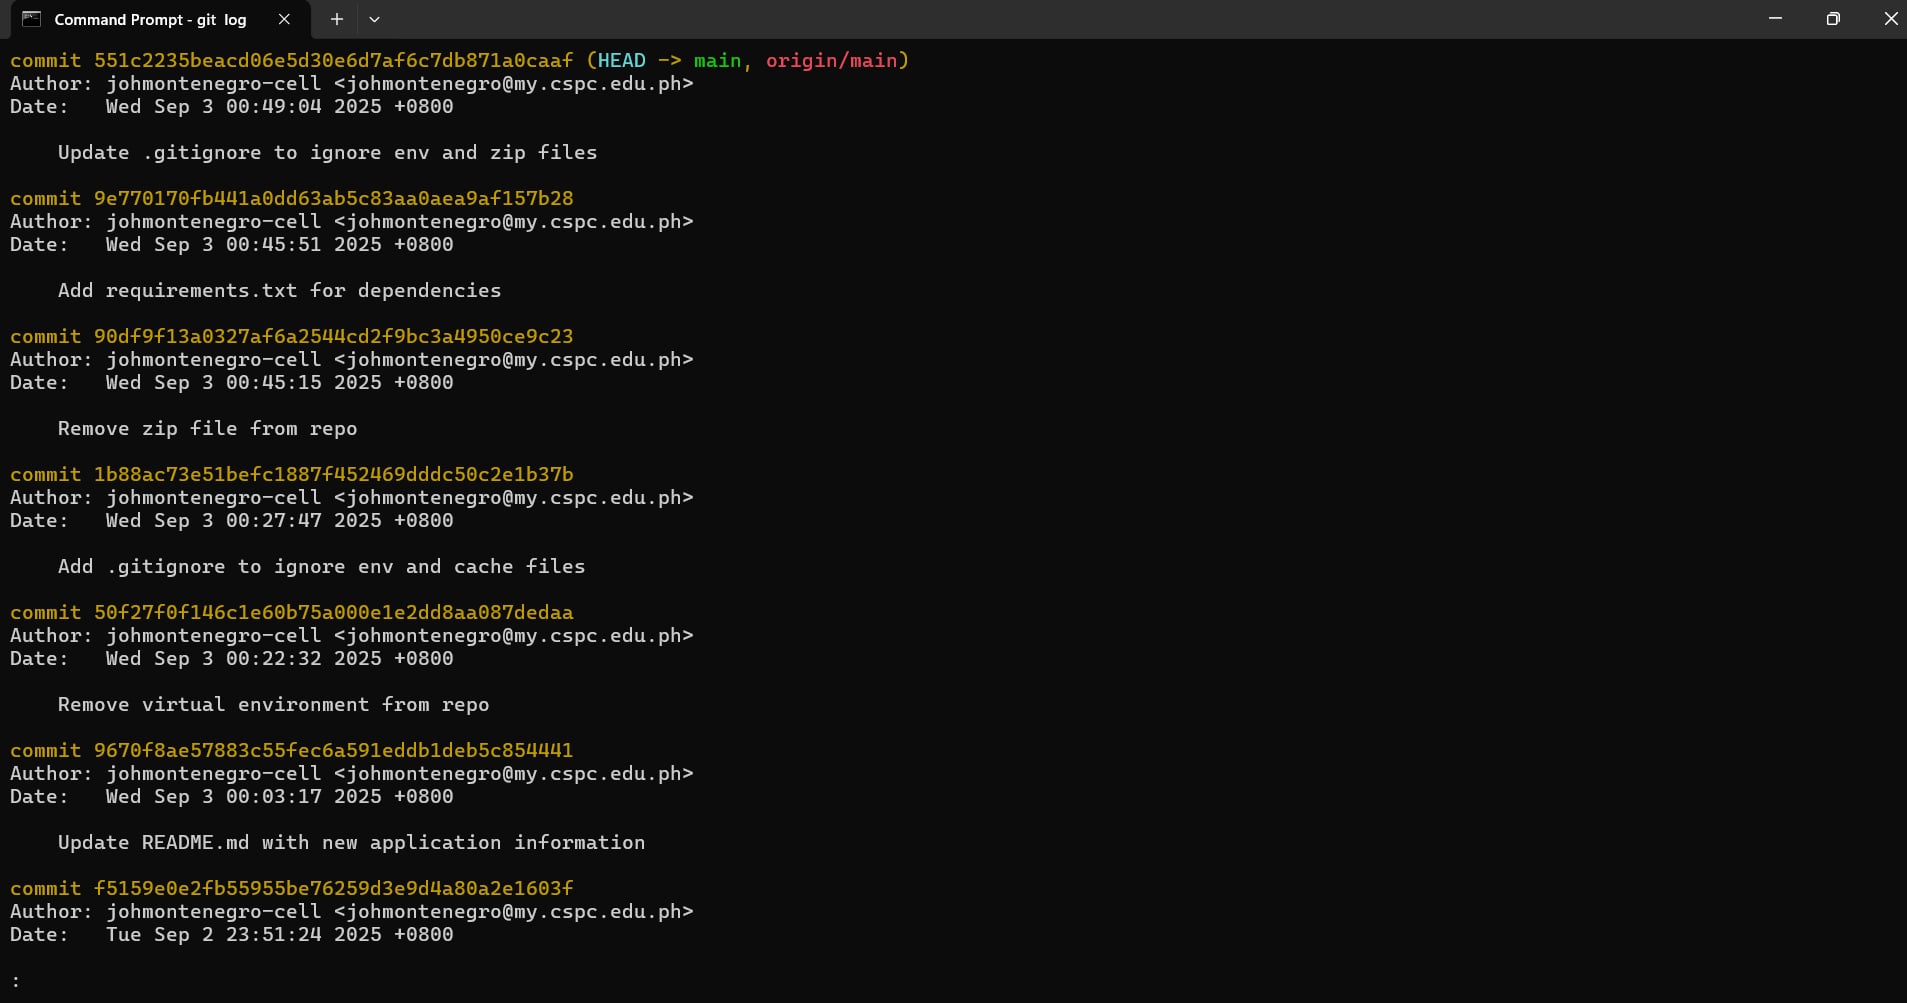 Command Prompt - git log
commit 551c2235beacd06e5d30e6d7af6c7db871a0caaf (HEAD -> main, origin/main)
Author: johmontenegro-cell <johmontenegro@my.cspc.edu.ph>
Date:   Wed Sep 3 00:49:04 2025 +0800
Update .gitignore to ignore env and zip files
commit 9e770170fb441a0dd63ab5c83aa0aea9af157b28
Author: johmontenegro-cell <johmontenegro@my.cspc.edu.ph>
Date:   Wed Sep 3 00:45:51 2025 +0800
Add requirements.txt for dependencies
commit 90df9f13a0327af6a2544cd2f9bc3a4950ce9c23
Author: johmontenegro-cell <johmontenegro@my.cspc.edu.ph>
Date:   Wed Sep 3 00:45:15 2025 +0800
Remove zip file from repo
commit 1b88ac73e51befc1887f452469dddc50c2e1b37b
Author: johmontenegro-cell <johmontenegro@my.cspc.edu.ph>
Date:   Wed Sep 3 00:27:47 2025 +0800
Add .gitignore to ignore env and cache files
commit 50f27f0f146c1e60b75a000e1e2dd8aa087dedaa
Author: johmontenegro-cell <johmontenegro@my.cspc.edu.ph>
Date:   Wed Sep 3 00:22:32 2025 +0800
Remove virtual environment from repo
commit 9670f8ae57883c55fec6a591eddb1deb5c854441
Author: johmontenegro-cell <johmontenegro@my.cspc.edu.ph>
Date:   Wed Sep 3 00:03:17 2025 +0800
Update README.md with new application information
commit f5159e0e2fb55955be76259d3e9d4a80a2e1603f
Author: johmontenegro-cell <johmontenegro@my.cspc.edu.ph>
Date:   Tue Sep 2 23:51:24 2025 +0800
: